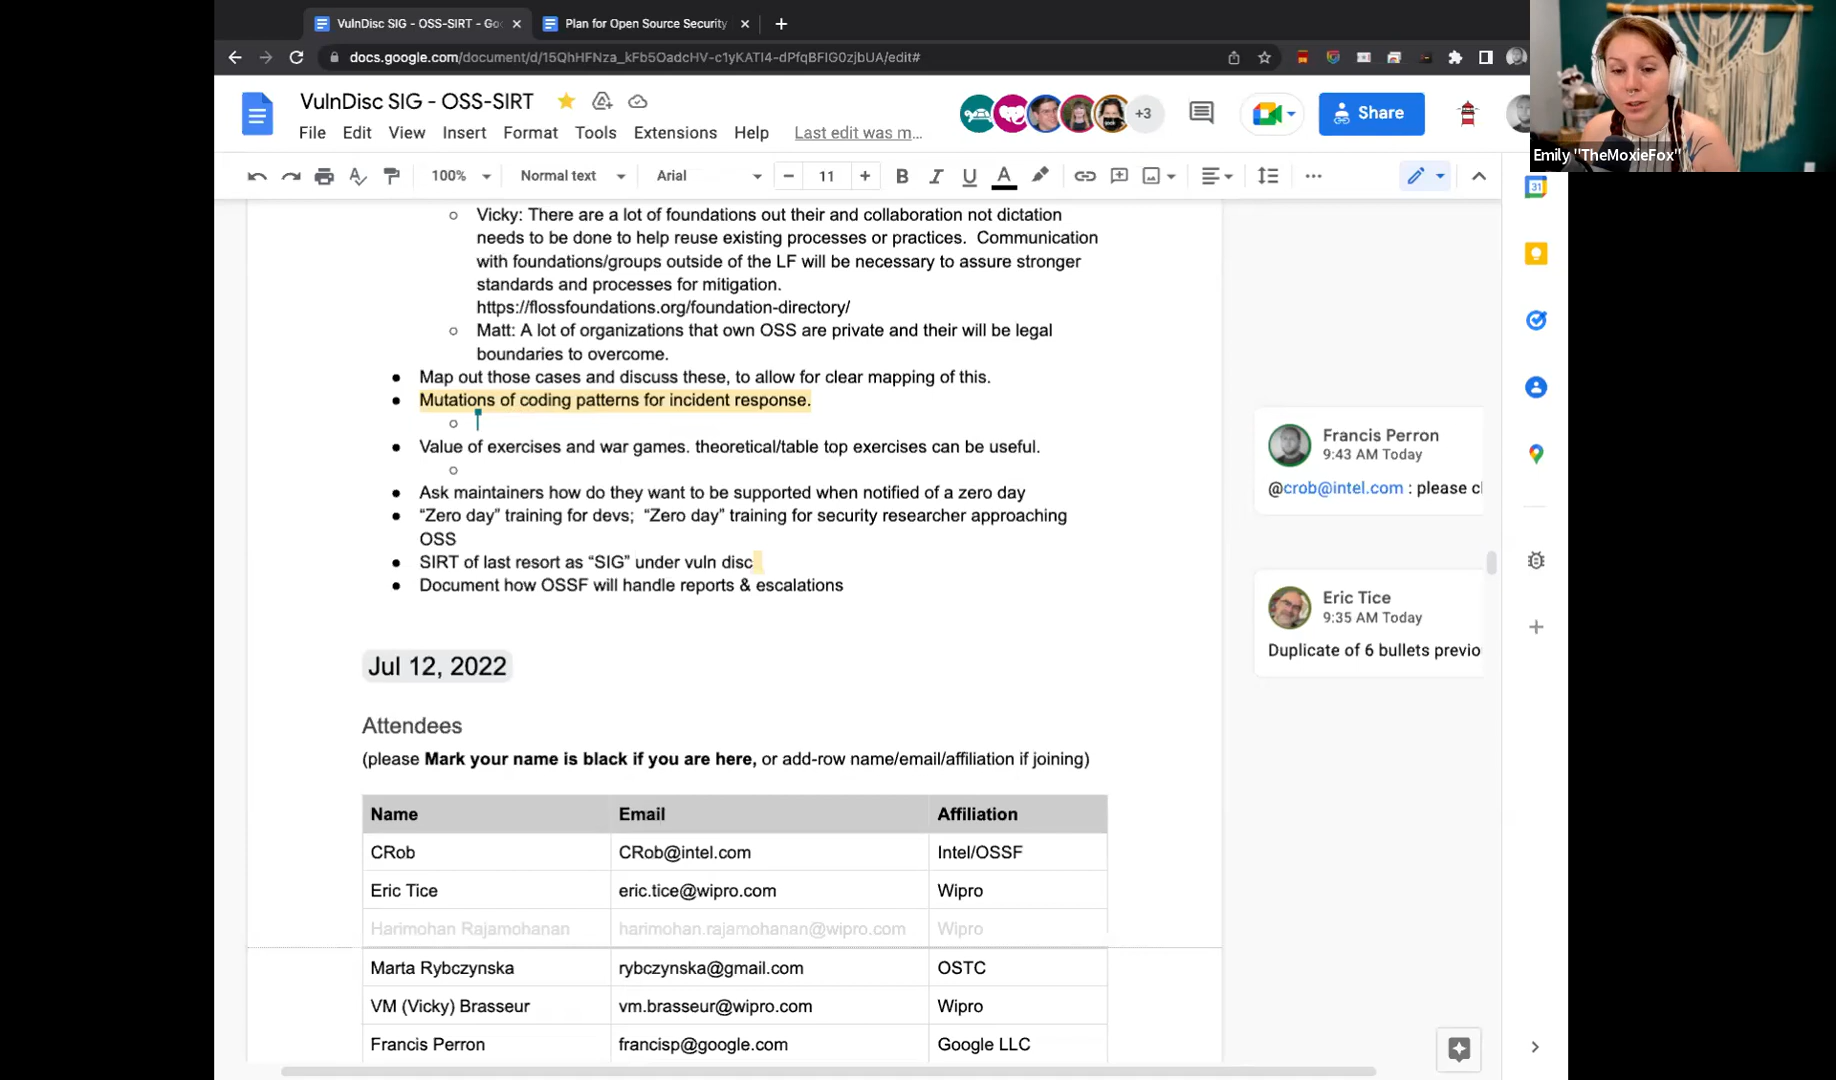 VulnDisc SIG - OSS-SIRT - Go
Plan for Open Source Security
docs.google.com/document/d/15QhHFNza_kFb5OadcHV-c1yKATI4-dPfqBFIG0zjbUA/edit#
VulnDisc SIG - OSS-SIRT
+3
Share
File Edit View Insert Format Tools Extensions Help Last edit was m...
100% Normal text Arial 11
Emily "TheMoxieFox"
31
Vicky: There are a lot of foundations out their and collaboration not dictation
needs to be done to help reuse existing processes or practices. Communication
with foundations/groups outside of the LF will be necessary to assure stronger
standards and processes for mitigation.
https://flossfoundations.org/foundation-directory/
Matt: A lot of organizations that own OSS are private and their will be legal
boundaries to overcome.
Map out those cases and discuss these, to allow for clear mapping of this.
Mutations of coding patterns for incident response.
Value of exercises and war games. theoretical/table top exercises can be useful.
Ask maintainers how do they want to be supported when notified of a zero day
“Zero day” training for devs; “Zero day” training for security researcher approaching
OSS
SIRT of last resort as “SIG” under vuln disc
Document how OSSF will handle reports & escalations
Francis Perron
9:43 AM Today
@crob@intel.com : please cl
Eric Tice
9:35 AM Today
Duplicate of 6 bullets previo
Jul 12, 2022
Attendees
(please Mark your name is black if you are here, or add-row name/email/affiliation if joining)
Name Email Affiliation
CRob CRob@intel.com Intel/OSSF
Eric Tice eric.tice@wipro.com Wipro
Harimohan Rajamohanan harimohan.rajamohanan@wipro.com Wipro
Marta Rybczynska rybczynska@gmail.com OSTC
VM (Vicky) Brasseur vm.brasseur@wipro.com Wipro
Francis Perron francisp@google.com Google LLC